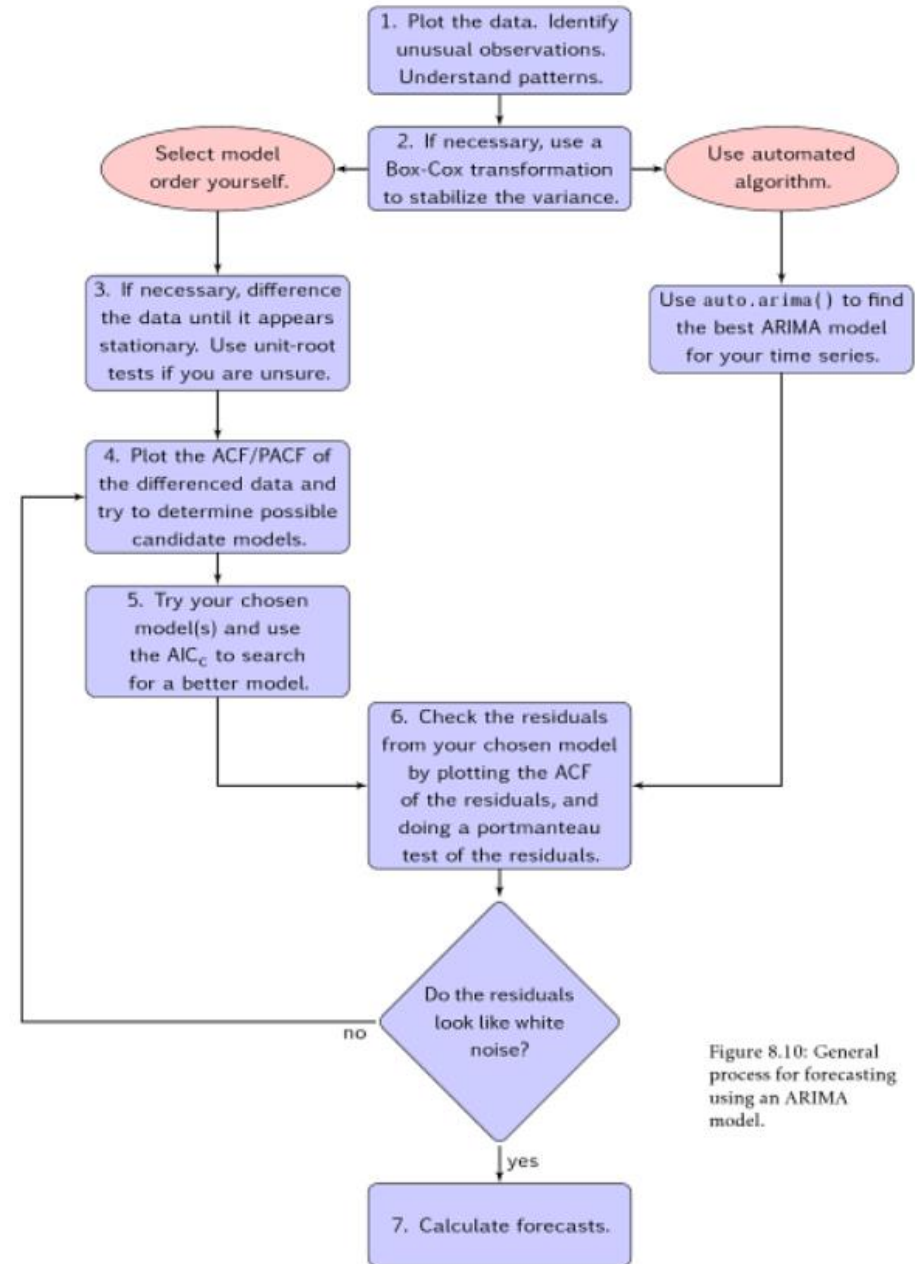 1. Plot the data. Identify
unusual observations.
Understand patterns.
Select model
order yourself.
2. If necessary, use a
Box-Cox transformation
to stabilize the variance.
Use automated
algorithm.
3. If necessary, difference
the data until it appears
stationary. Use unit-root
tests if you are unsure.
Use auto.arima() to find
the best ARIMA model
for your time series.
4. Plot the ACF/PACF of
the differenced data and
try to determine possible
candidate models.
5. Try your chosen
model(s) and use
the AICc to search
for a better model.
6. Check the residuals
from your chosen model
by plotting the ACF
of the residuals, and
doing a portmanteau
test of the residuals.
Do the residuals
look like white
noise?
no
yes
7. Calculate forecasts.
Figure 8.10: General
process for forecasting
using an ARIMA
model.